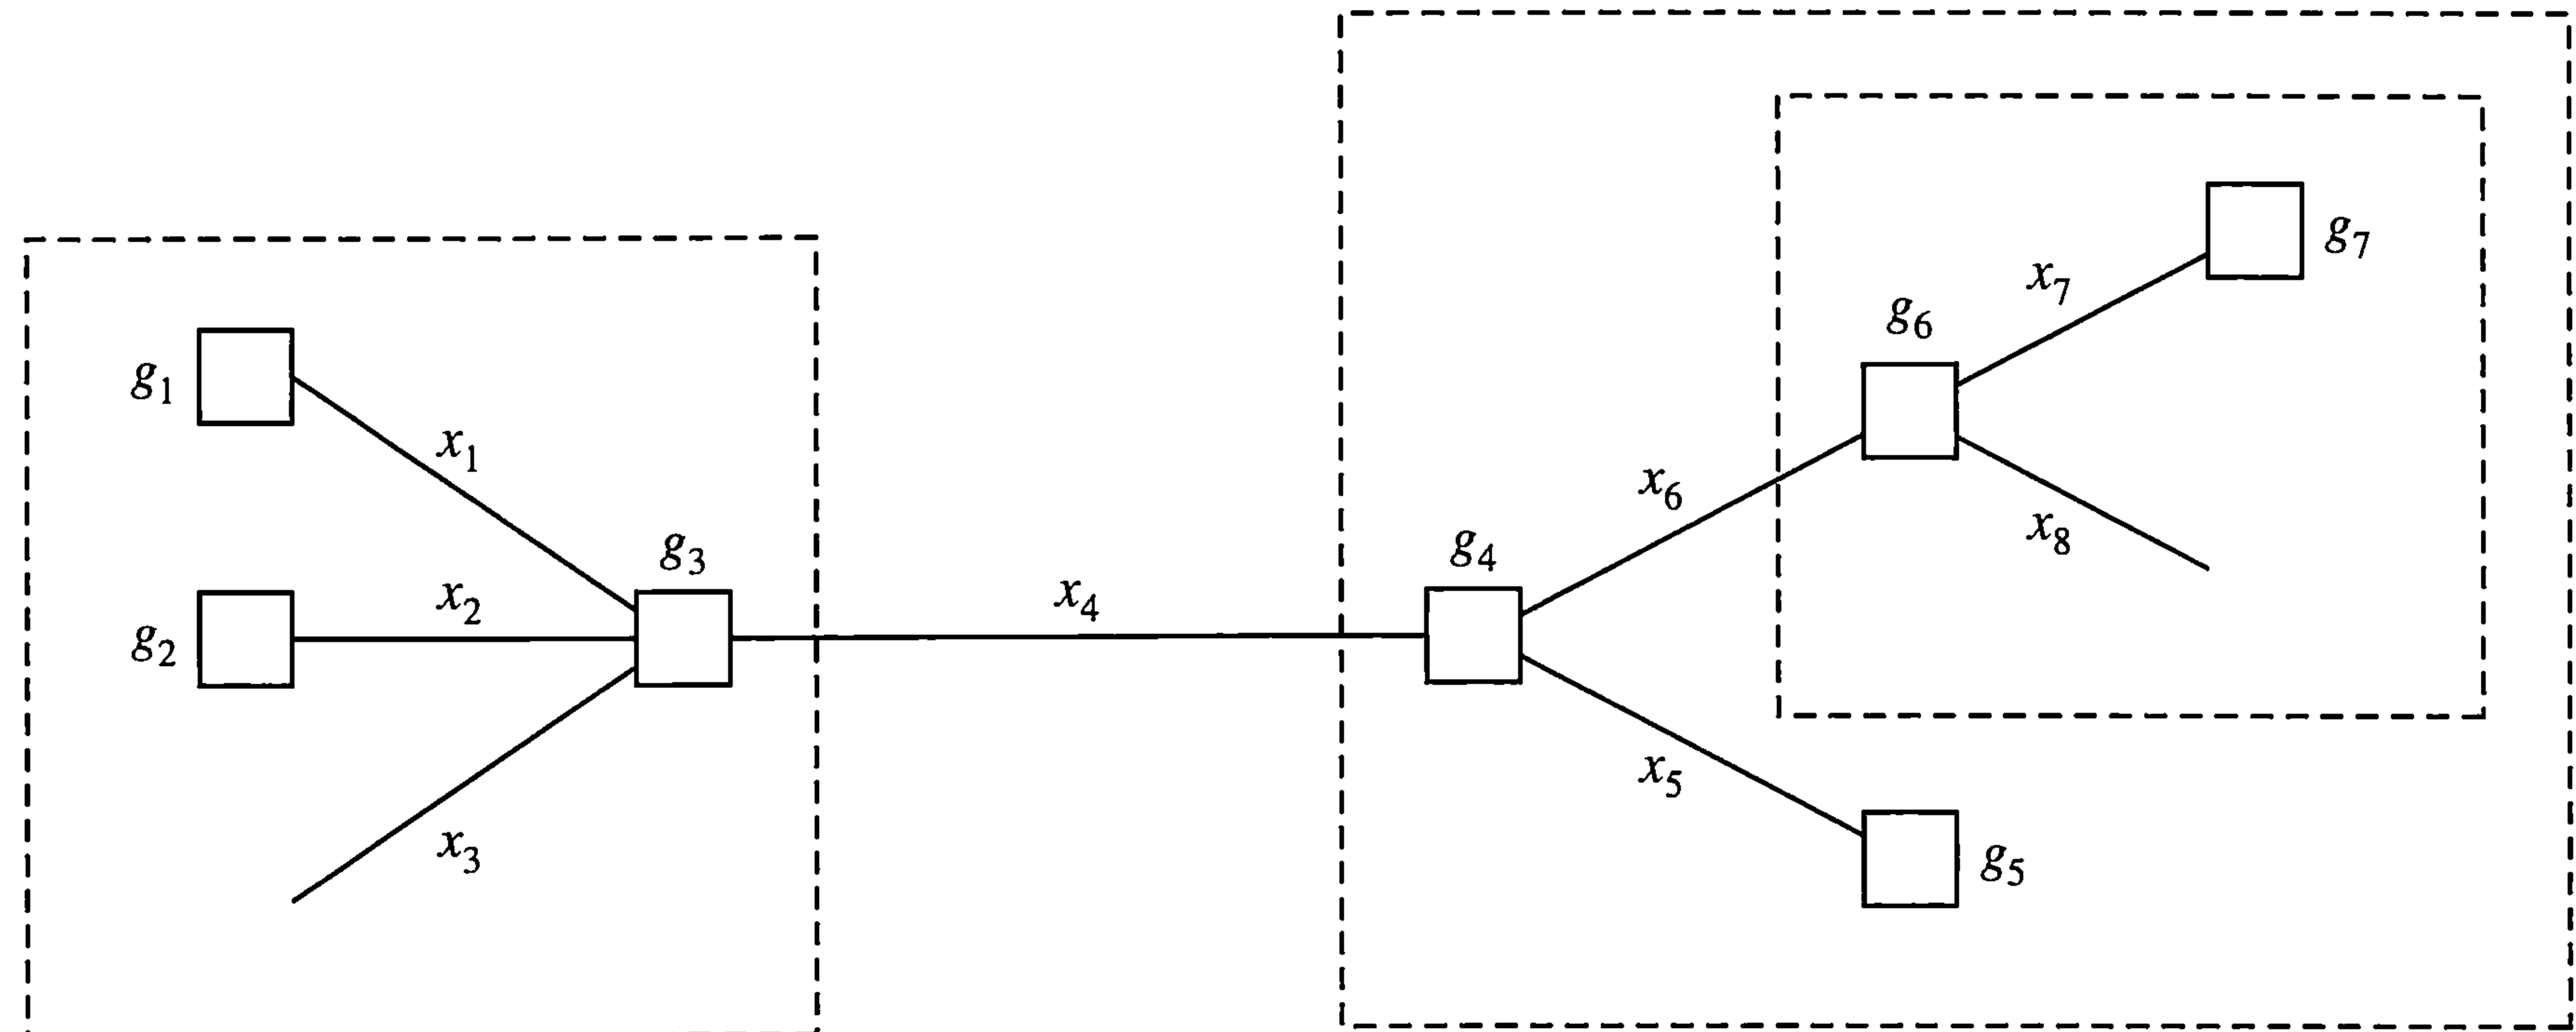 g₁
x₁
g₂
x₂
g₃
x₃
x₄
g₄
x₆
g₆
x₇
g₇
x₈
x₅
g₅